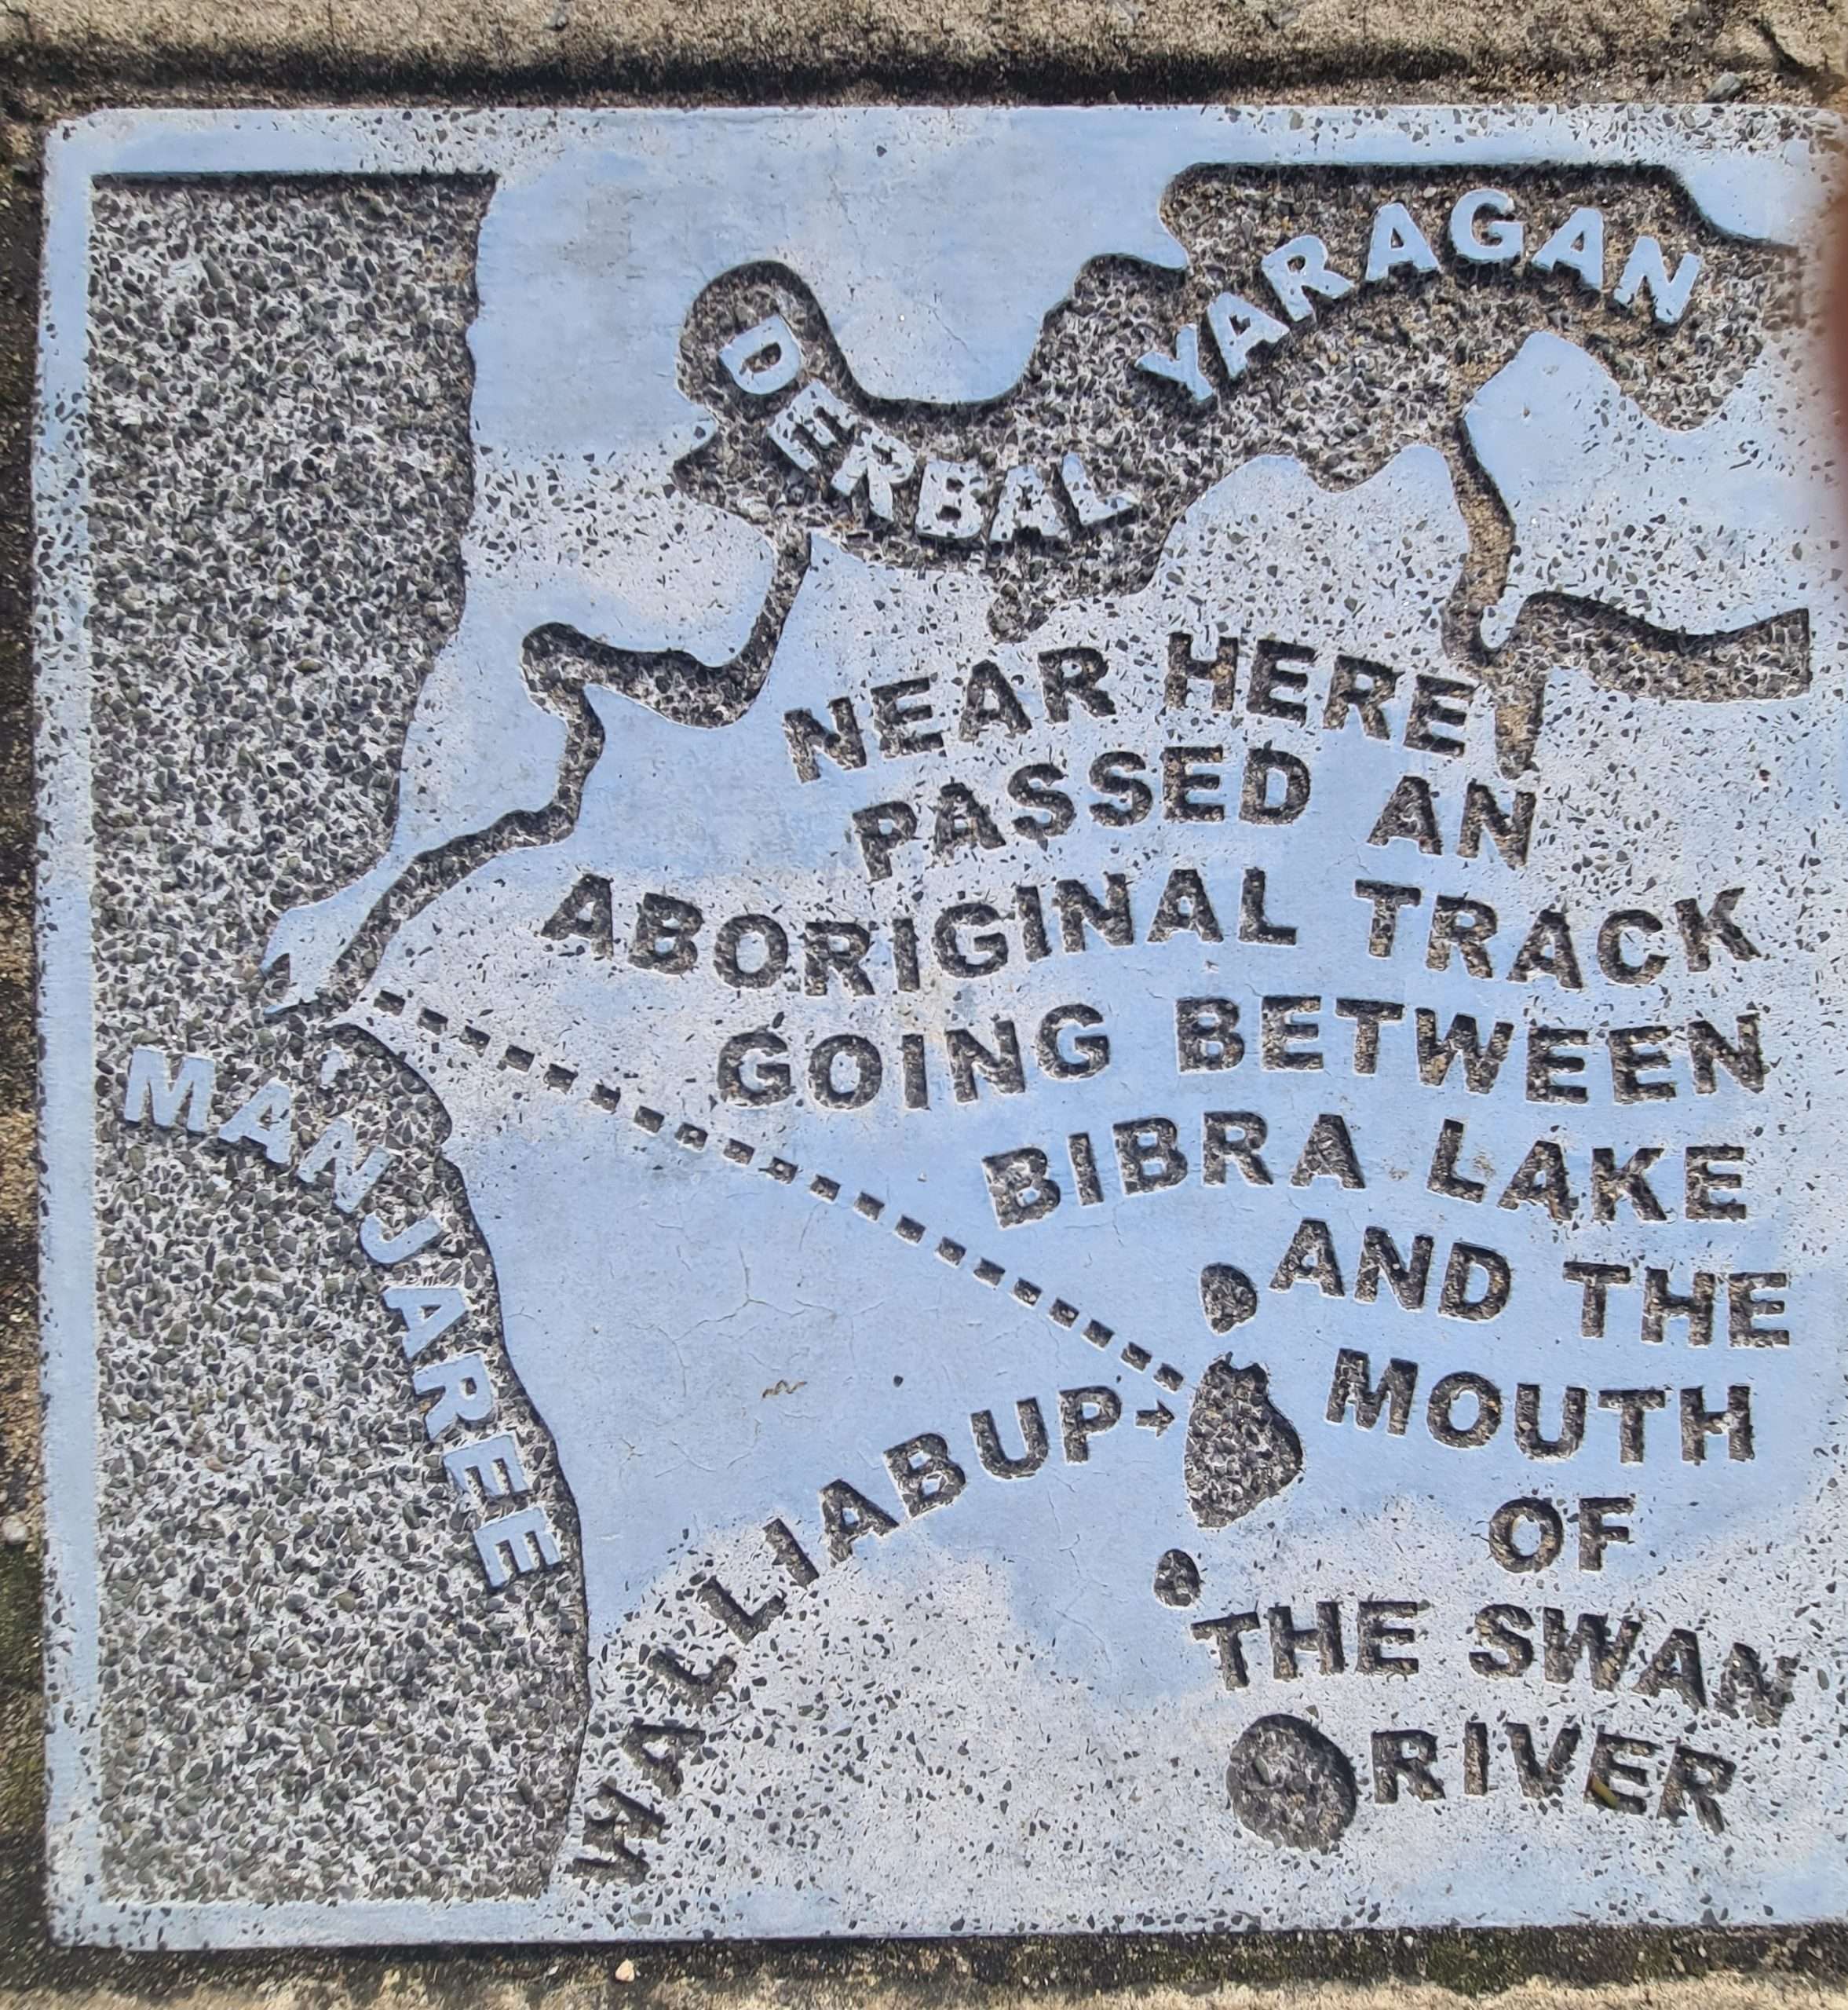 DERBAL YARAGAN
NEAR HERE
PASSED AN
ABORIGINAL TRACK
GOING BETWEEN
BIBRA LAKE
AND THE
MOUTH
OF
THE SWAN
RIVER
MANJAREE
WALLIABUP